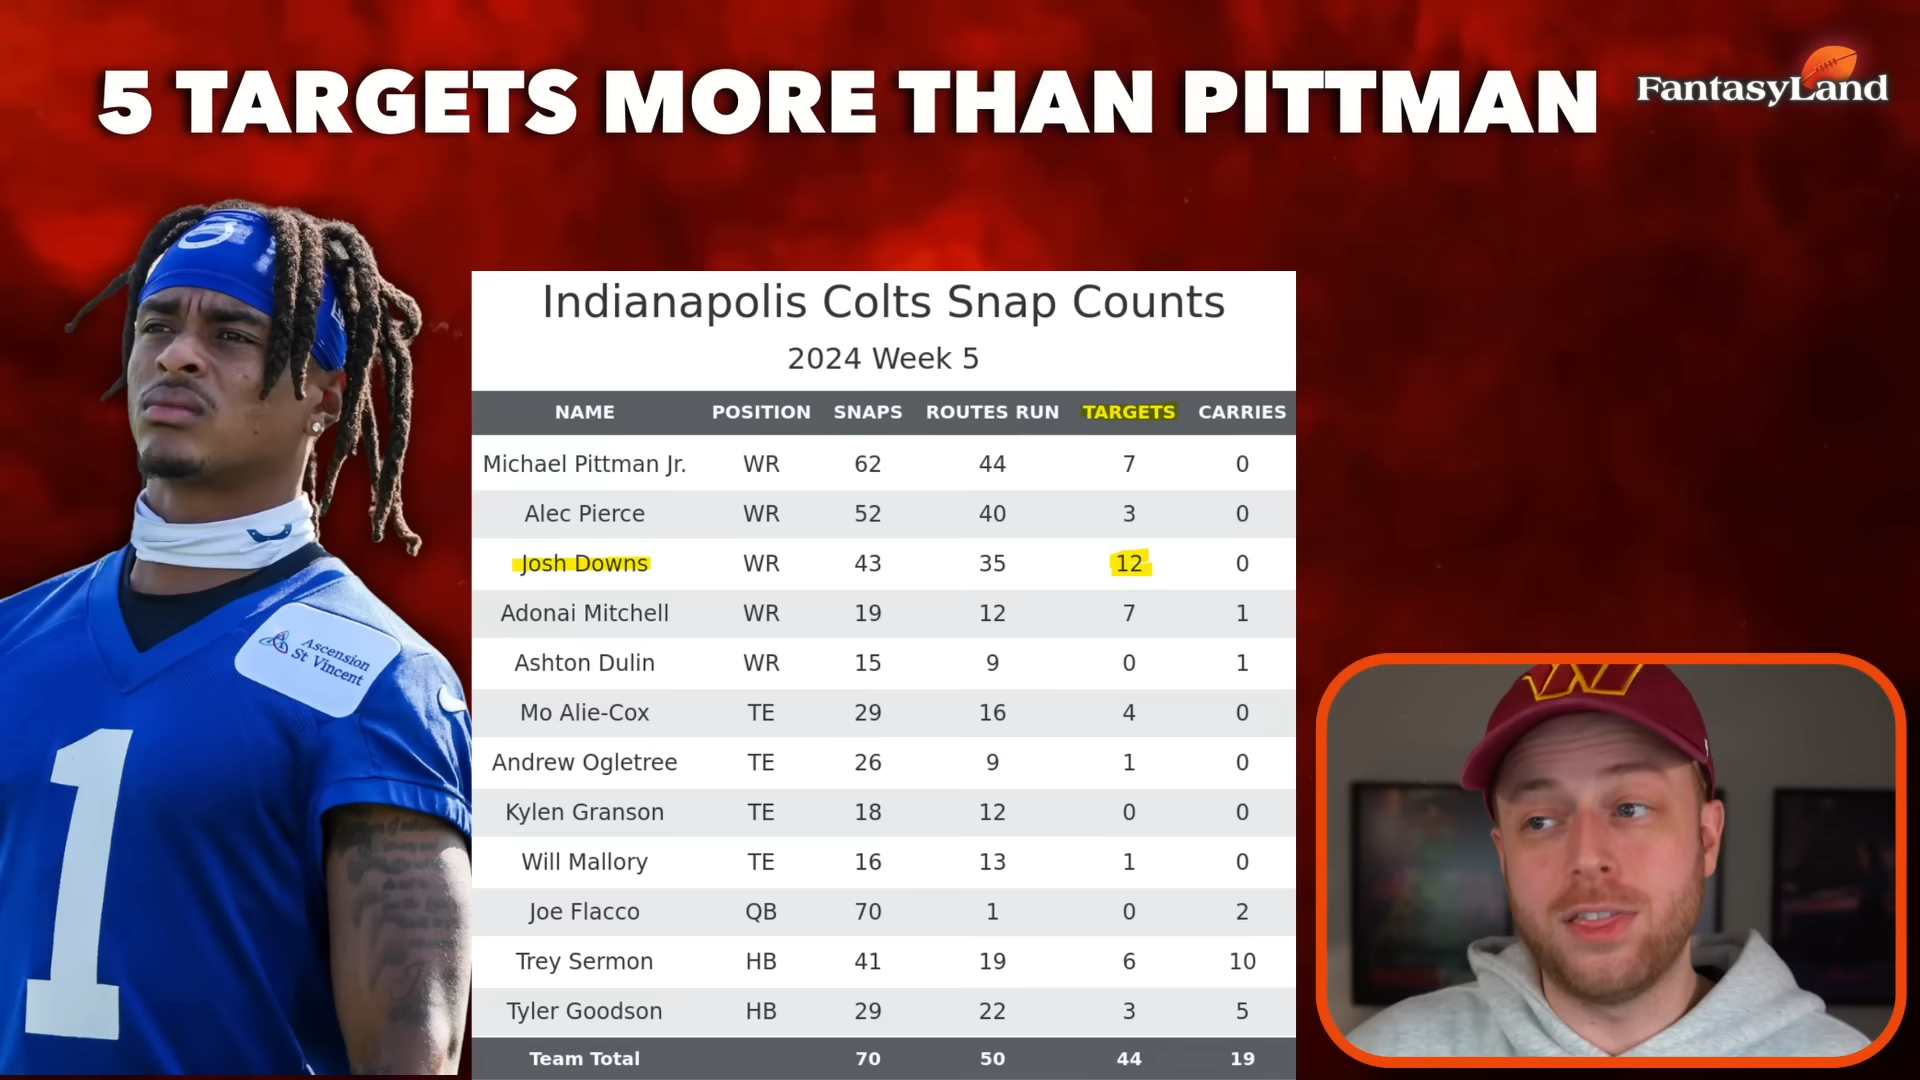 5 TARGETS MORE THAN PITTMAN
FantasyLand
Indianapolis Colts Snap Counts
2024 Week 5
NAME POSITION SNAPS ROUTES RUN TARGETS CARRIES
Michael Pittman Jr. WR 62 44 7 0
Alec Pierce WR 52 40 3 0
Josh Downs WR 43 35 12 0
Adonai Mitchell WR 19 12 7 1
Ashton Dulin WR 15 9 0 1
Mo Alie-Cox TE 29 16 4 0
Andrew Ogletree TE 26 9 1 0
Kylen Granson TE 18 12 0 0
Will Mallory TE 16 13 1 0
Joe Flacco QB 70 1 0 2
Trey Sermon HB 41 19 6 10
Tyler Goodson HB 29 22 3 5
Team Total 70 50 44 19
Ascension
St Vincent
1
W